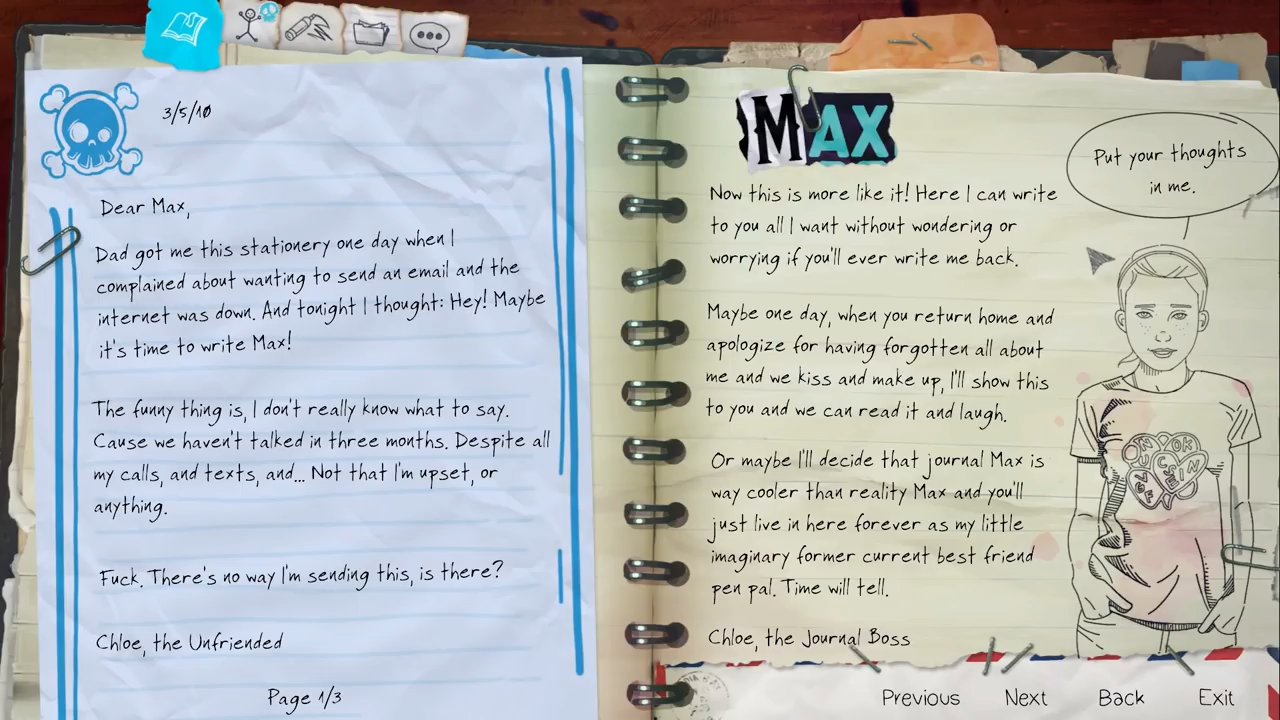 3/5/10
Dear Max,
Dad got me this stationery one day when I
complained about wanting to send an email and the
internet was down. And tonight I thought: Hey! Maybe
it's time to write Max!
The funny thing is, I don't really know what to say.
Cause we haven't talked in three months. Despite all
my calls, and texts, and... Not that I'm upset, or
anything.
Fuck. There's no way I'm sending this, is there?
Chloe, the Unfriended
Page 1/3
MAX
Now this is more like it! Here I can write
to you all I want without wondering or
worrying if you'll ever write me back.
Maybe one day, when you return home and
apologize for having forgotten all about
me and we kiss and make up, I'll show this
to you and we can read it and laugh.
Or maybe I'll decide that journal Max is
way cooler than reality Max and you'll
just live in here forever as my little
imaginary former current best friend
pen pal. Time will tell.
Chloe, the Journal Boss
Put your thoughts
in me.
Previous Next Back Exit